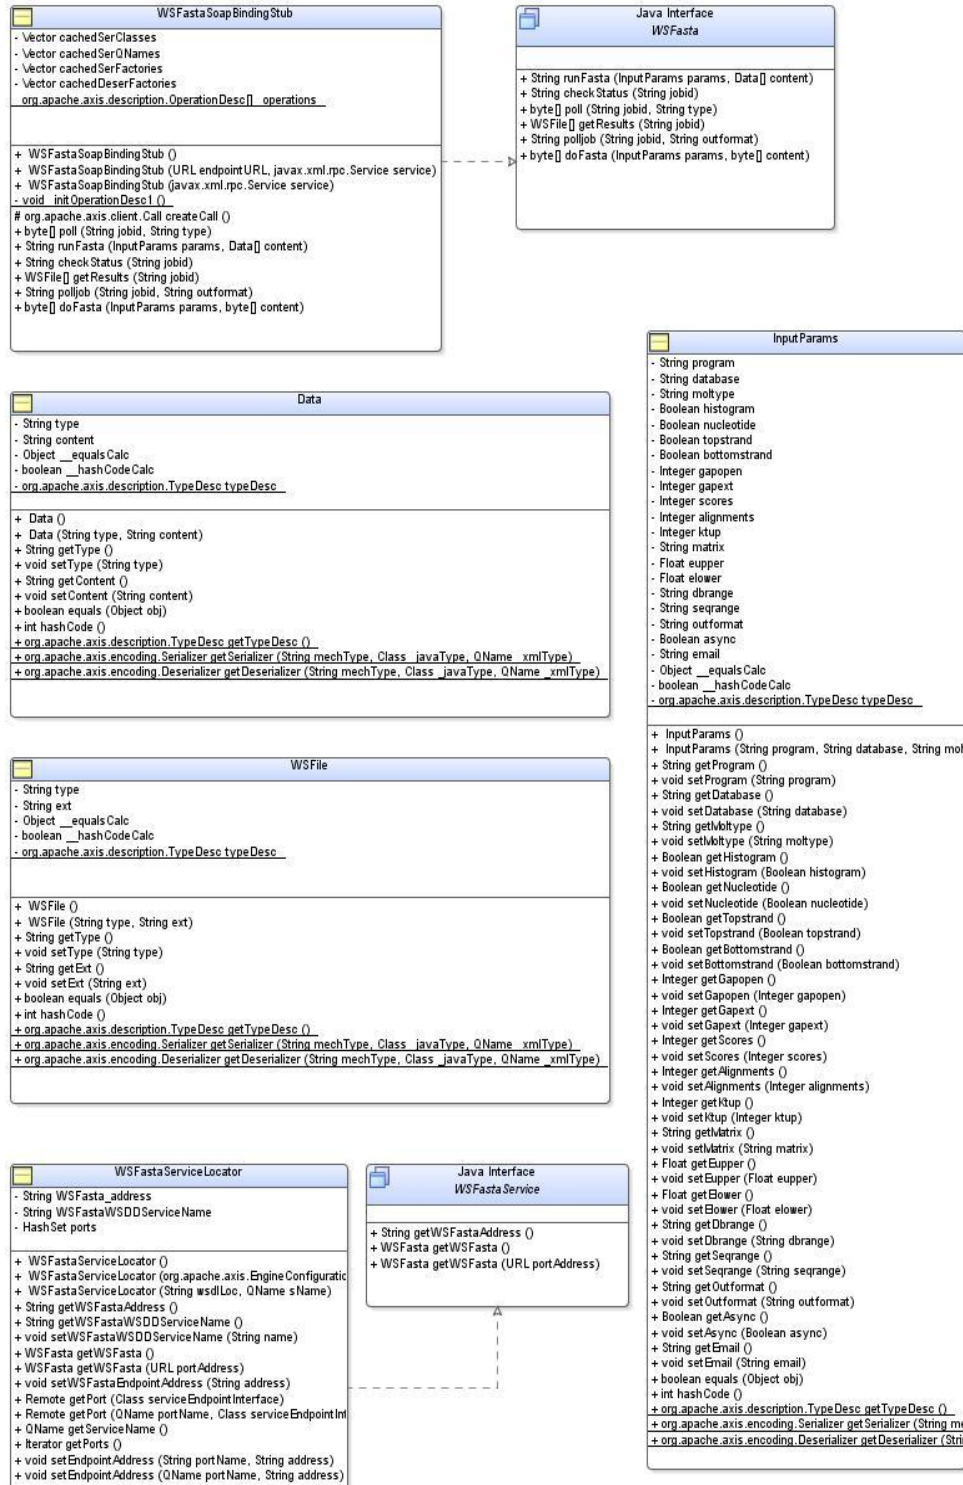 WSFastaSoapBindingStub
- Vector cachedSerClasses
- Vector cachedSerQNames
- Vector cachedSerFactories
- Vector cachedDeserFactories
org.apache.axis.description.OperationDesc[] _operations
+ WSFastaSoapBindingStub ()
+ WSFastaSoapBindingStub (URL endpointURL, javax.xml.rpc.Service service)
+ WSFastaSoapBindingStub (javax.xml.rpc.Service service)
- void _initOperationDesc1 ()
# org.apache.axis.client.Call createCall ()
+ byte[] poll (String jobid, String type)
+ String runFasta (InputParams params, Data[] content)
+ String checkStatus (String jobid)
+ WSFile[] getResults (String jobid)
+ String polljob (String jobid, String outformat)
+ byte[] doFasta (InputParams params, byte[] content)
Java Interface
WSFasta
+ String runFasta (InputParams params, Data[] content)
+ String checkStatus (String jobid)
+ byte[] poll (String jobid, String type)
+ WSFile[] getResults (String jobid)
+ String polljob (String jobid, String outformat)
+ byte[] doFasta (InputParams params, byte[] content)
Data
- String type
- String content
- Object __equalsCalc
- boolean __hashCodeCalc
- org.apache.axis.description.TypeDesc typeDesc
+ Data ()
+ Data (String type, String content)
+ String getType ()
+ void setType (String type)
+ String getContent ()
+ void setContent (String content)
+ boolean equals (Object obj)
+ int hashCode ()
+ org.apache.axis.description.TypeDesc getTypeDesc ()
+ org.apache.axis.encoding.Serializer getSerializer (String mechType, Class _javaType, QName _xmlType)
+ org.apache.axis.encoding.Deserializer getDeserializer (String mechType, Class _javaType, QName _xmlType)
WSFile
- String type
- String ext
- Object __equalsCalc
- boolean __hashCodeCalc
- org.apache.axis.description.TypeDesc typeDesc
+ WSFile ()
+ WSFile (String type, String ext)
+ String getType ()
+ void setType (String type)
+ String getExt ()
+ void setExt (String ext)
+ boolean equals (Object obj)
+ int hashCode ()
+ org.apache.axis.description.TypeDesc getTypeDesc ()
+ org.apache.axis.encoding.Serializer getSerializer (String mechType, Class _javaType, QName _xmlType)
+ org.apache.axis.encoding.Deserializer getDeserializer (String mechType, Class _javaType, QName _xmlType)
WSFastaServiceLocator
- String WSFasta_address
- String WSFastaWSDDServiceName
- HashSet ports
+ WSFastaServiceLocator ()
+ WSFastaServiceLocator (org.apache.axis.EngineConfiguratic
+ WSFastaServiceLocator (String wsdlLoc, QName sName)
+ String getWSFastaAddress ()
+ String getWSFastaWSDDServiceName ()
+ void setWSFastaWSDDServiceName (String name)
+ WSFasta getWSFasta ()
+ WSFasta getWSFasta (URL portAddress)
+ void setWSFastaEndpointAddress (String address)
+ Remote getPort (Class serviceEndpointInterface)
+ Remote getPort (QName portName, Class serviceEndpointInt
+ QName getServiceName ()
+ Iterator getPorts ()
+ void setEndpointAddress (String portName, String address)
+ void setEndpointAddress (QName portName, String address)
Java Interface
WSFastaService
+ String getWSFastaAddress ()
+ WSFasta getWSFasta ()
+ WSFasta getWSFasta (URL portAddress)
InputParams
- String program
- String database
- String moltype
- Boolean histogram
- Boolean nucleotide
- Boolean topstrand
- Boolean bottomstrand
- Integer gapopen
- Integer gapext
- Integer scores
- Integer alignments
- Integer ktup
- String matrix
- Float eupper
- Float elower
- String dbrange
- String seqrange
- String outformat
- Boolean async
- String email
- Object __equalsCalc
- boolean __hashCodeCalc
- org.apache.axis.description.TypeDesc typeDesc
+ InputParams ()
+ InputParams (String program, String database, String mol
+ String getProgram ()
+ void setProgram (String program)
+ String getDatabase ()
+ void setDatabase (String database)
+ String getMoltype ()
+ void setMoltype (String moltype)
+ Boolean getHistogram ()
+ void setHistogram (Boolean histogram)
+ Boolean getNucleotide ()
+ void setNucleotide (Boolean nucleotide)
+ Boolean getTopstrand ()
+ void setTopstrand (Boolean topstrand)
+ Boolean getBottomstrand ()
+ void setBottomstrand (Boolean bottomstrand)
+ Integer getGapopen ()
+ void setGapopen (Integer gapopen)
+ Integer getGapext ()
+ void setGapext (Integer gapext)
+ Integer getScores ()
+ void setScores (Integer scores)
+ Integer getAlignments ()
+ void setAlignments (Integer alignments)
+ Integer getKtup ()
+ void setKtup (Integer ktup)
+ String getMatrix ()
+ void setMatrix (String matrix)
+ Float getEupper ()
+ void setEupper (Float eupper)
+ Float getElower ()
+ void setElower (Float elower)
+ String getDbrange ()
+ void setDbrange (String dbrange)
+ String getSeqrange ()
+ void setSeqrange (String seqrange)
+ String getOutformat ()
+ void setOutformat (String outformat)
+ Boolean getAsync ()
+ void setAsync (Boolean async)
+ String getEmail ()
+ void setEmail (String email)
+ boolean equals (Object obj)
+ int hashCode ()
+ org.apache.axis.description.TypeDesc getTypeDesc ()
+ org.apache.axis.encoding.Serializer getSerializer (String me
+ org.apache.axis.encoding.Deserializer getDeserializer (Stri